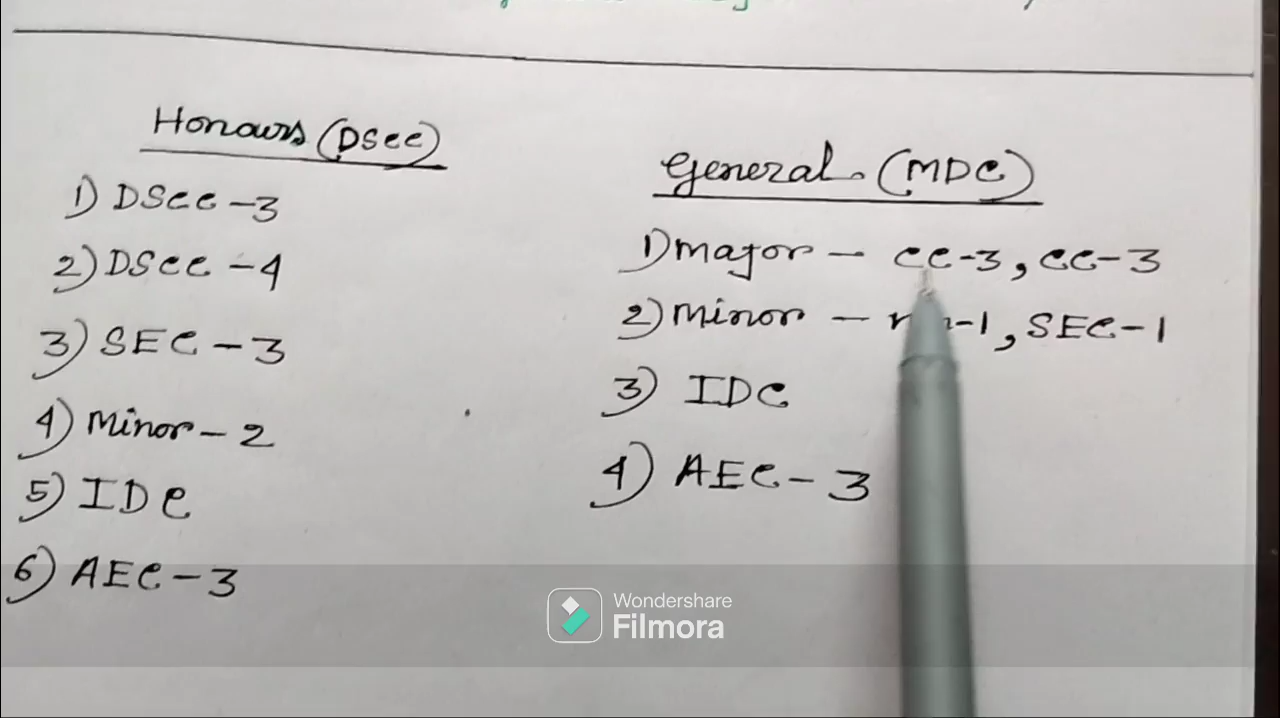 Honours (DSCC)
1) DSCC - 3
2) DSCC - 4
3) SEC - 3
4) Minor - 2
5) IDC
6) AEC - 3
General. (MDC)
1) Major - CC-3, CC-3
2) Minor - -1, SEC-1
3) IDC
4) AEC - 3
Wondershare
Filmora